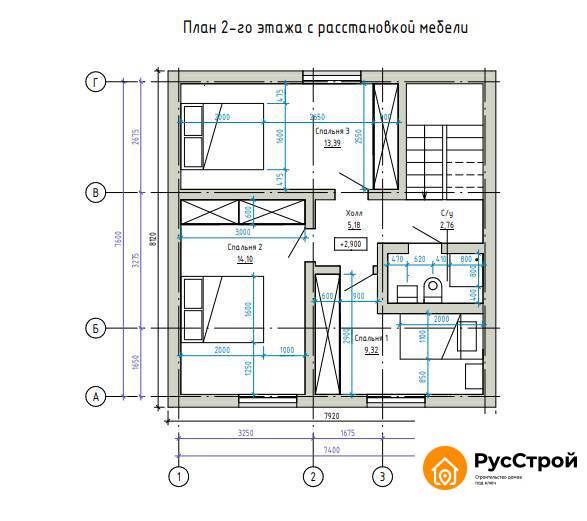 План 2-го этажа с расстановкой мебели
Г
В
Б
А
2675
3275
1650
7600
8120
475
2000
2650
600
1600
2550
Спальня 3
13.39
475
600
3000
Спальня 2
14.10
Холл
5.18
+2,900
С/у
2.76
470 620 410 800
800
400
600 900
2000
1600
2900
1100
Спальня 1
9.32
2000 1000
1250
850
7920
3250 1675
7400
1 2 3
РусСтрой
Строительство домов
под ключ